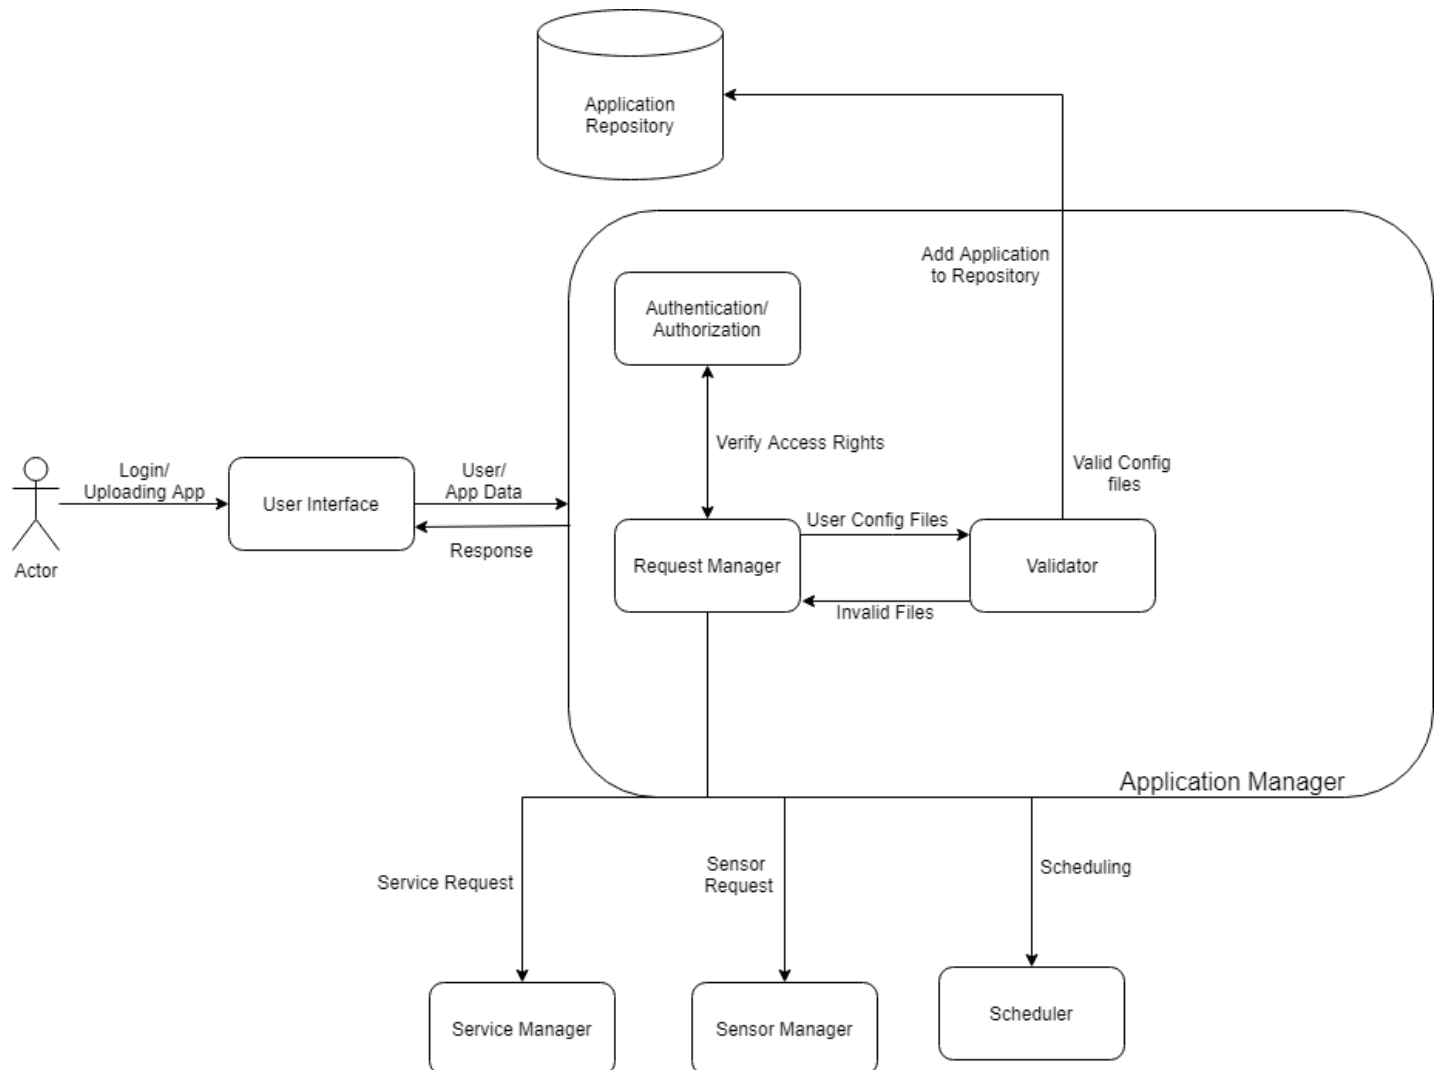 Application
Repository
Add Application
to Repository
Authentication/
Authorization
Verify Access Rights
Login/
Uploading App
User Interface
User/
App Data
Response
Actor
Valid Config
files
User Config Files
Request Manager
Validator
Invalid Files
Application Manager
Service Request
Sensor
Request
Scheduling
Service Manager
Sensor Manager
Scheduler